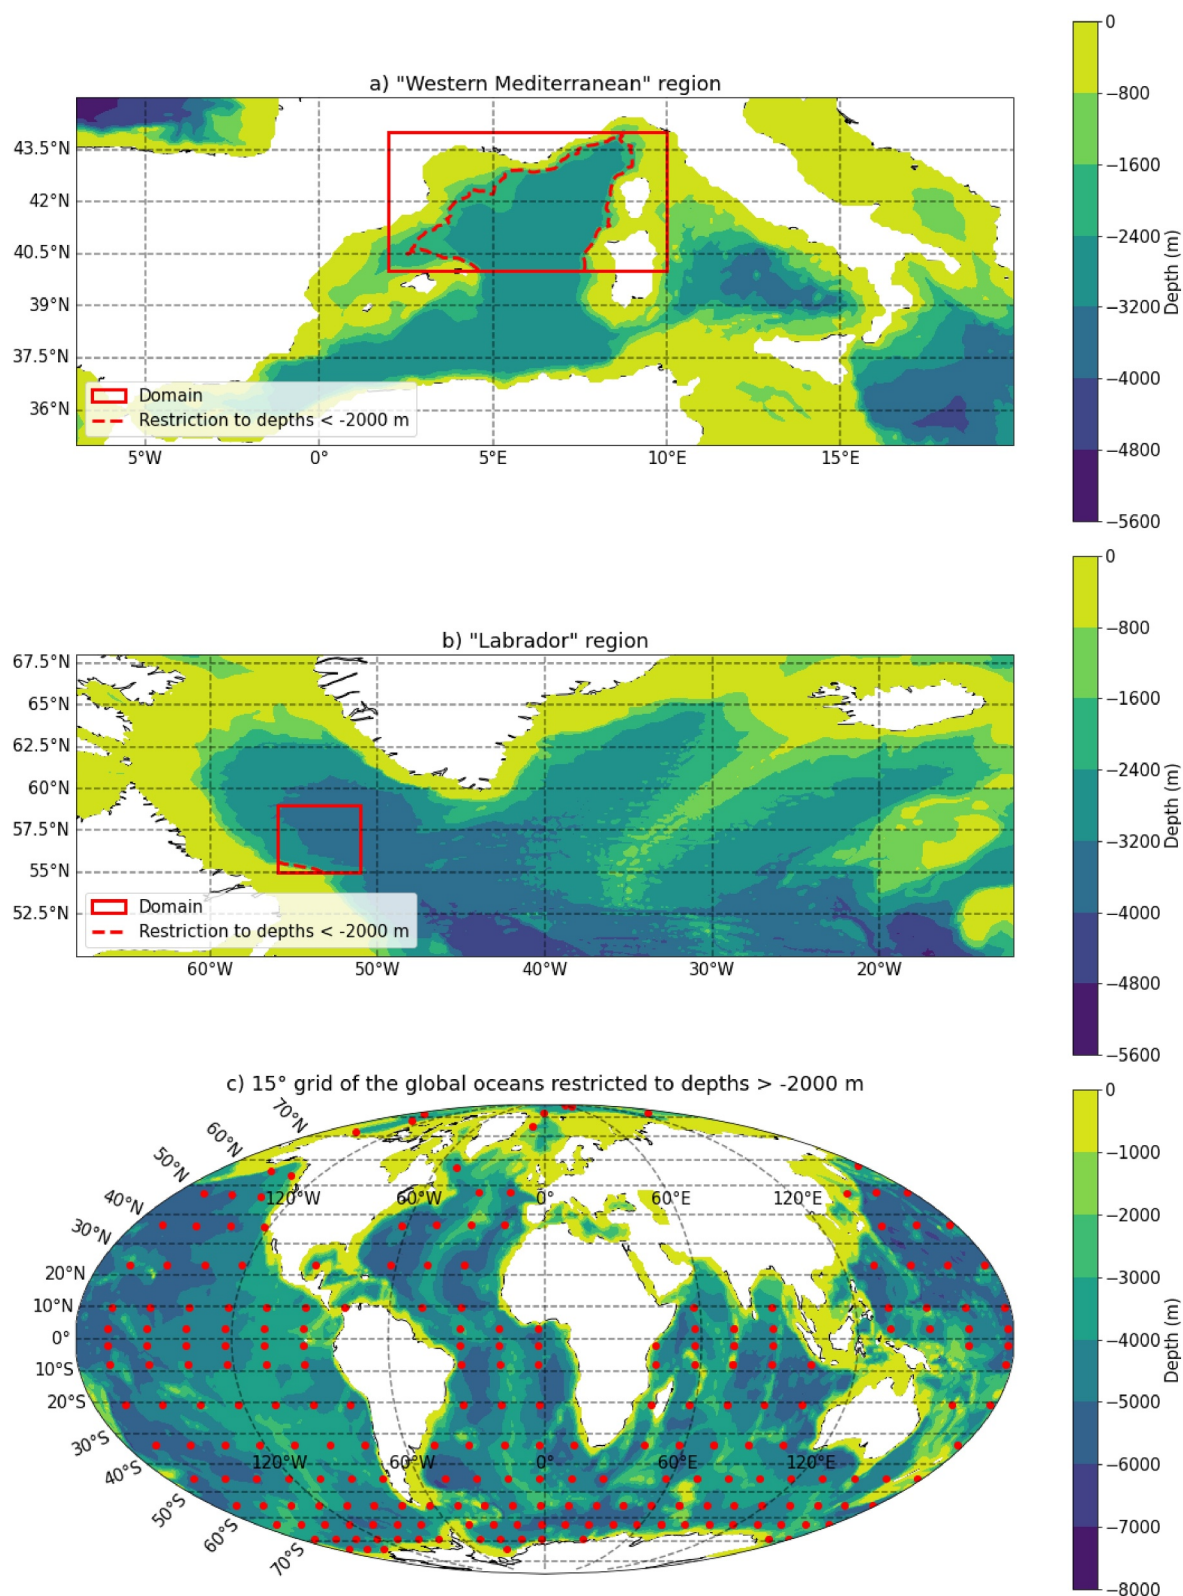 a) "Western Mediterranean" region
43.5°N
42°N
40.5°N
39°N
37.5°N
36°N
5°W
0°
5°E
10°E
15°E
Domain
Restriction to depths < -2000 m
0
−800
−1600
−2400
−3200
−4000
−4800
−5600
Depth (m)
b) "Labrador" region
67.5°N
65°N
62.5°N
60°N
57.5°N
55°N
52.5°N
60°W
50°W
40°W
30°W
20°W
Domain
Restriction to depths < -2000 m
0
−800
−1600
−2400
−3200
−4000
−4800
−5600
Depth (m)
c) 15° grid of the global oceans restricted to depths > -2000 m
70°N
60°N
50°N
40°N
30°N
20°N
10°N
0°
10°S
20°S
30°S
40°S
50°S
60°S
70°S
120°W
60°W
0°
60°E
120°E
120°W
60°W
0°
60°E
120°E
0
−1000
−2000
−3000
−4000
−5000
−6000
−7000
−8000
Depth (m)